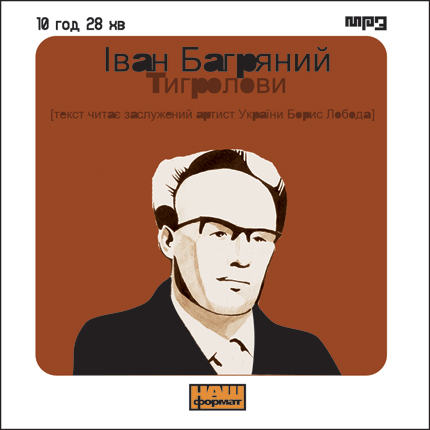 10 год 28 хв
mp3
Іван Багряний
Тигролови
[текст читає заслужений артист України Борис Лобода]
НАШ
формат